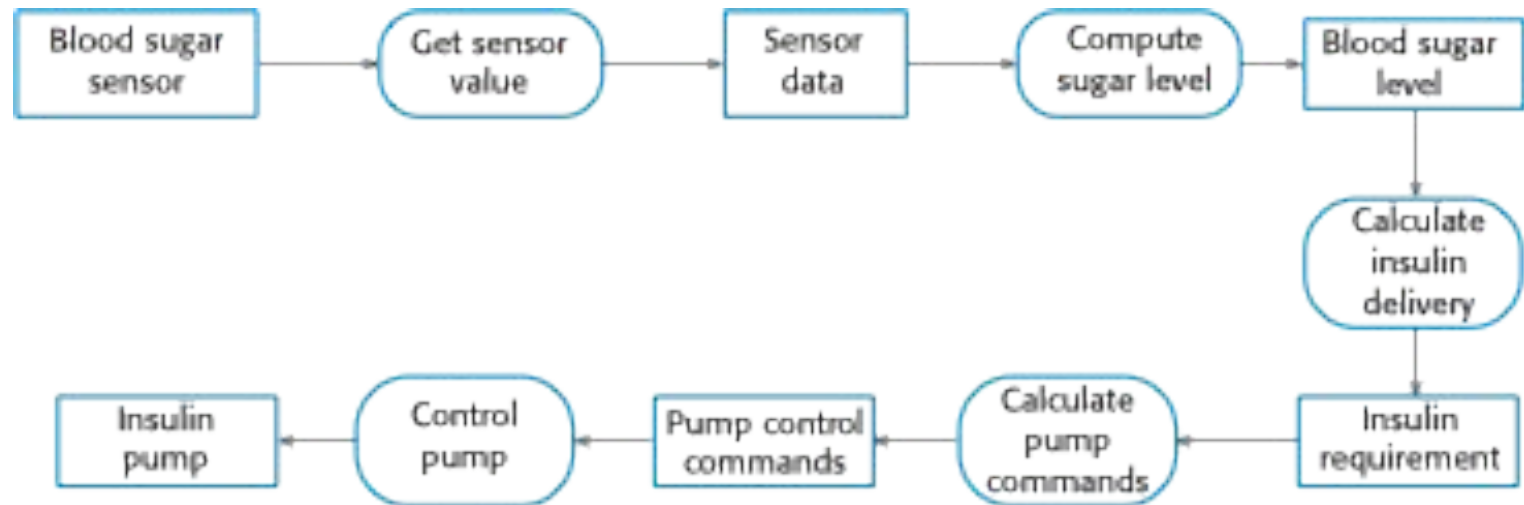 Blood sugar
sensor
Get sensor
value
Sensor
data
Compute
sugar level
Blood sugar
level
Calculate
insulin
delivery
Insulin
requirement
Calculate
pump
commands
Pump control
commands
Control
pump
Insulin
pump